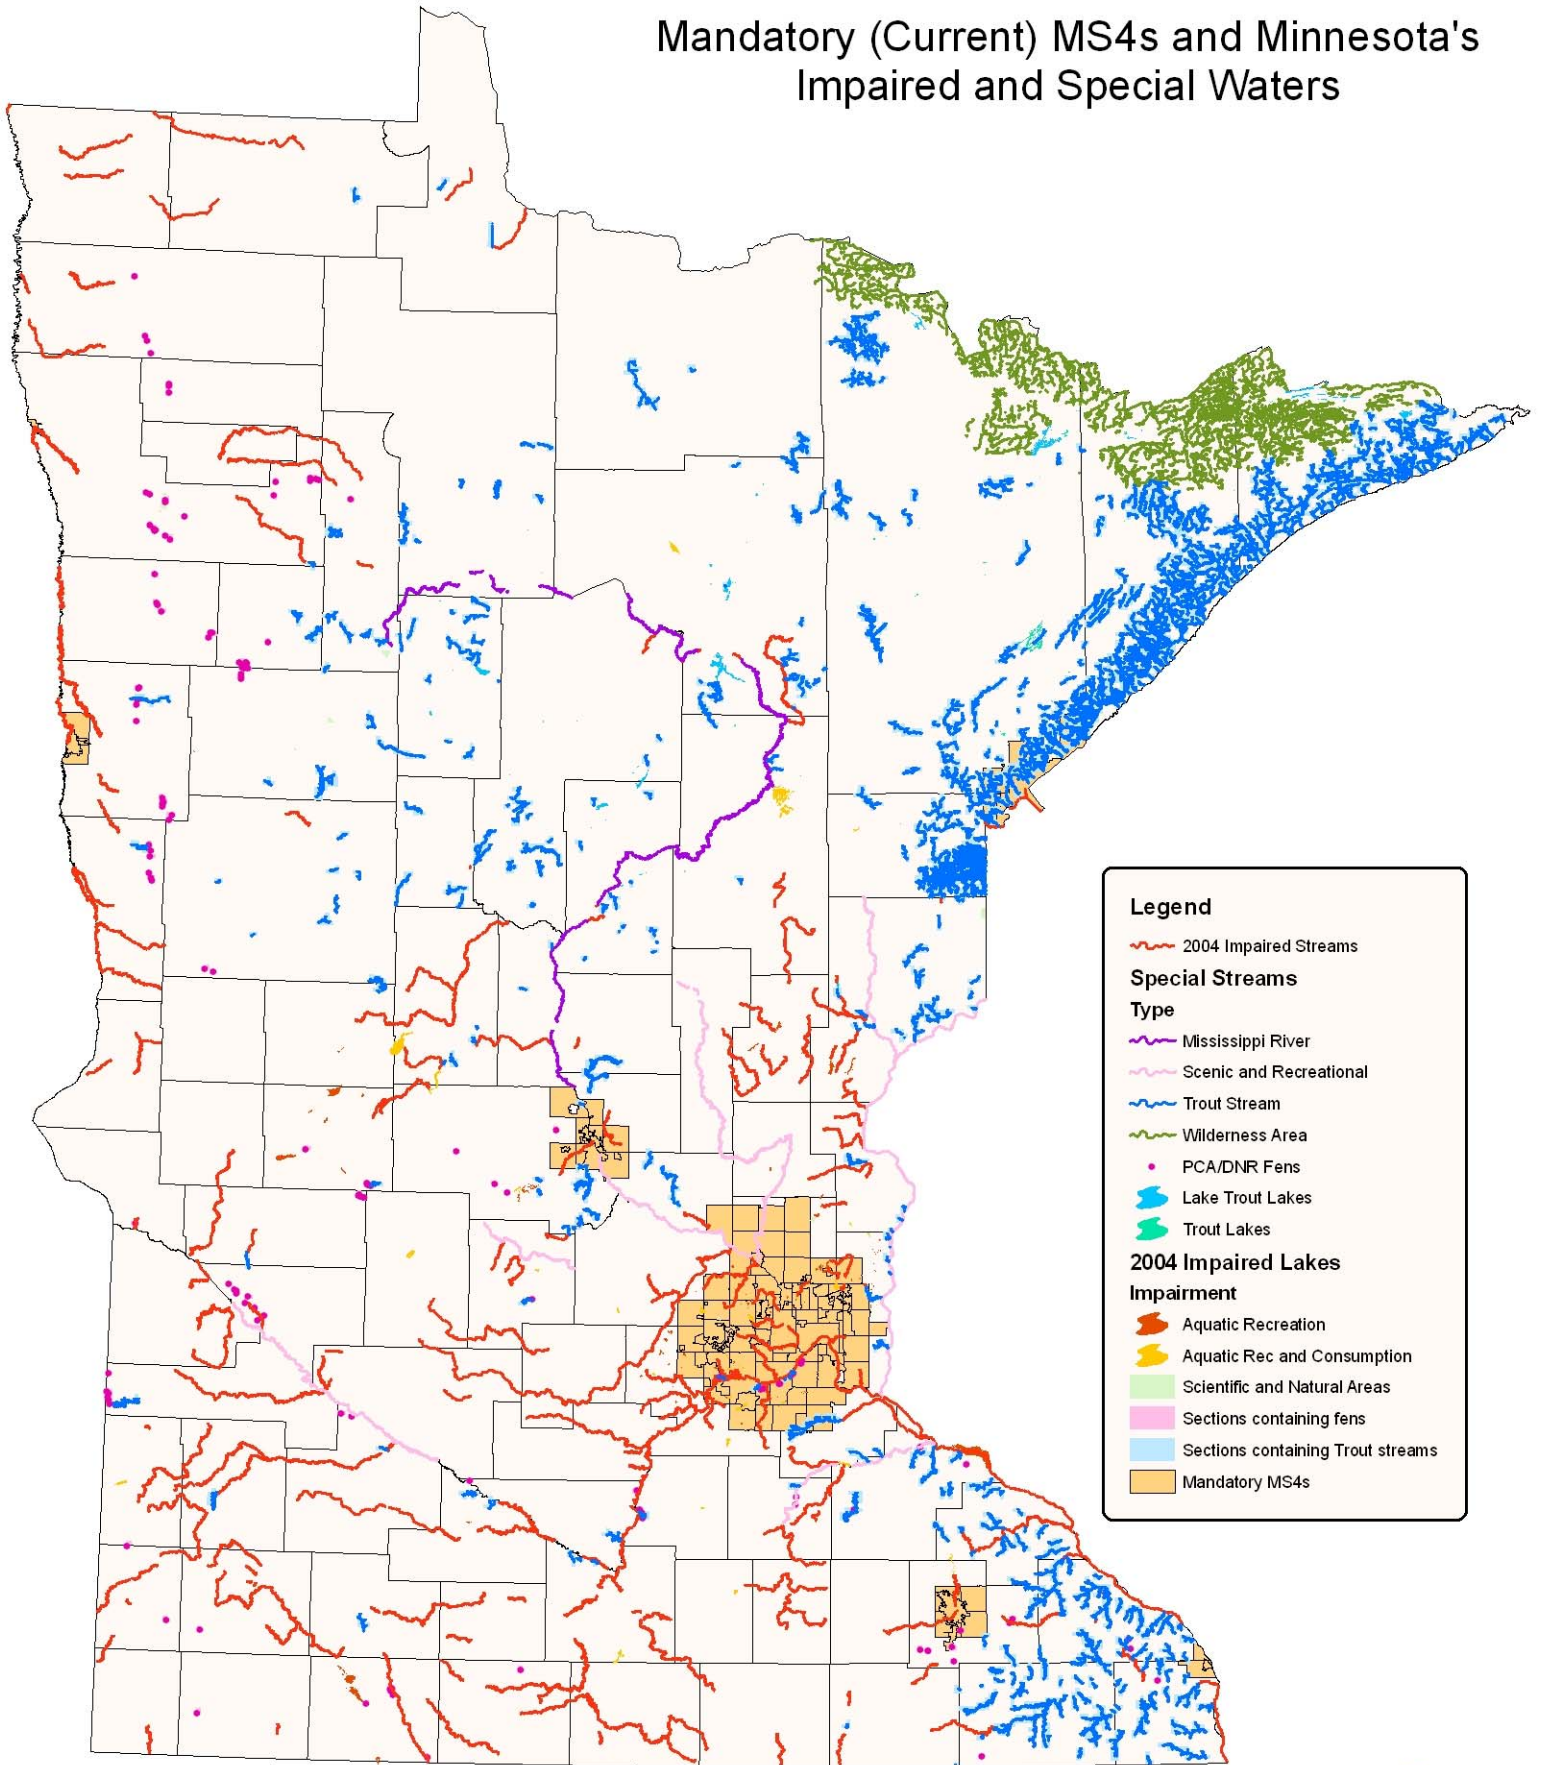 Mandatory (Current) MS4s and Minnesota's
Impaired and Special Waters
Legend
2004 Impaired Streams
Special Streams
Type
Mississippi River
Scenic and Recreational
Trout Stream
Wilderness Area
PCA/DNR Fens
Lake Trout Lakes
Trout Lakes
2004 Impaired Lakes
Impairment
Aquatic Recreation
Aquatic Rec and Consumption
Scientific and Natural Areas
Sections containing fens
Sections containing Trout streams
Mandatory MS4s